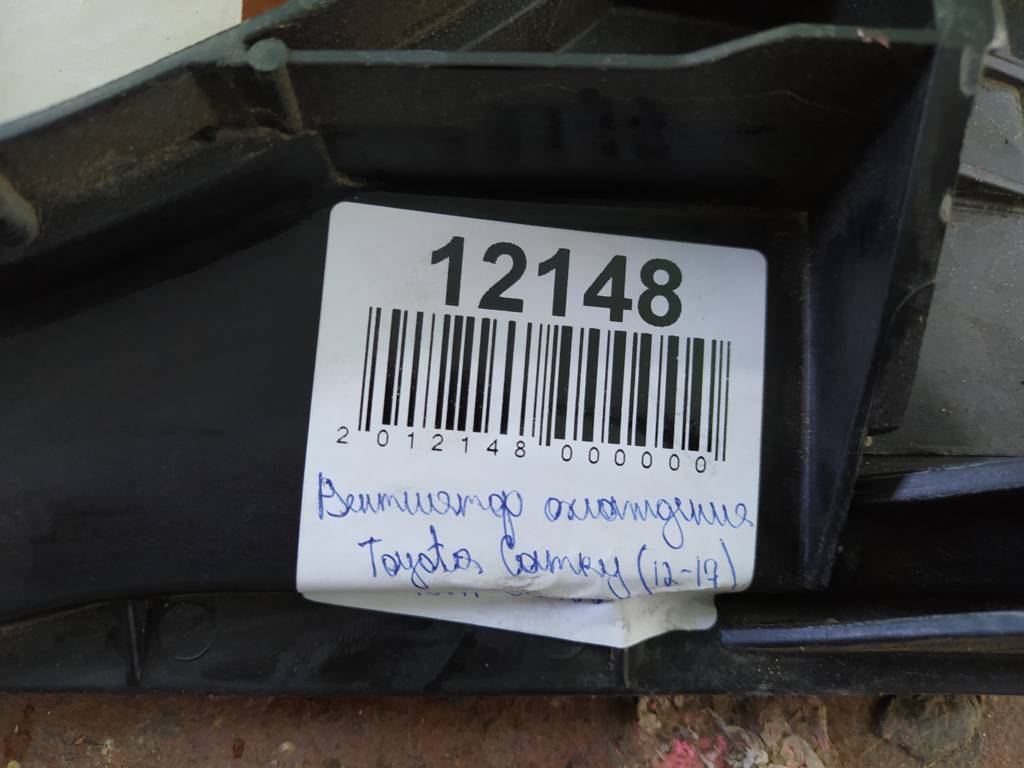 12148
2 012148 000000
Вентилятор охлаждения
Toyota Camry (12-17)